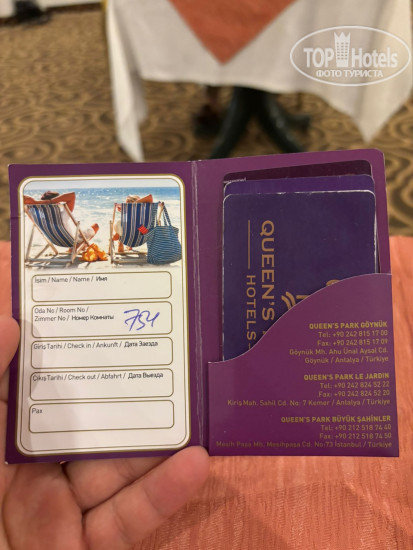 TOPHotels
ФОТО ТУРИСТА
Isim / Name / Name / Имя
Oda No / Room No /
Zimmer No / Номер Комнаты
754
Giriş Tarihi / Check in / Ankunft / Дата Заезда
Çıkış Tarihi / Check out / Abfahrt / Дата Выезда
Pax
QUEEN'S
HOTELS
QUEEN'S PARK GÖYNÜK
Tel: +90 242 815 17 00
Fax: +90 242 815 17 09
Göynük Mh. Ahu Ünal Aysal Cd.
Göynük / Antalya / Türkiye
QUEEN'S PARK LE JARDIN
Tel: +90 242 824 52 22
Fax: +90 242 824 52 20
Kiriş Mah. Sahil Cd. No: 7 Kemer / Antalya / Türkiye
QUEEN'S PARK BÜYÜK ŞAHİNLER
Tel: +90 212 518 74 40
Fax: +90 212 518 74 50
Mesih Paşa Mh. Mesihpaşa Cd. No 73 İstanbul / Türkiye